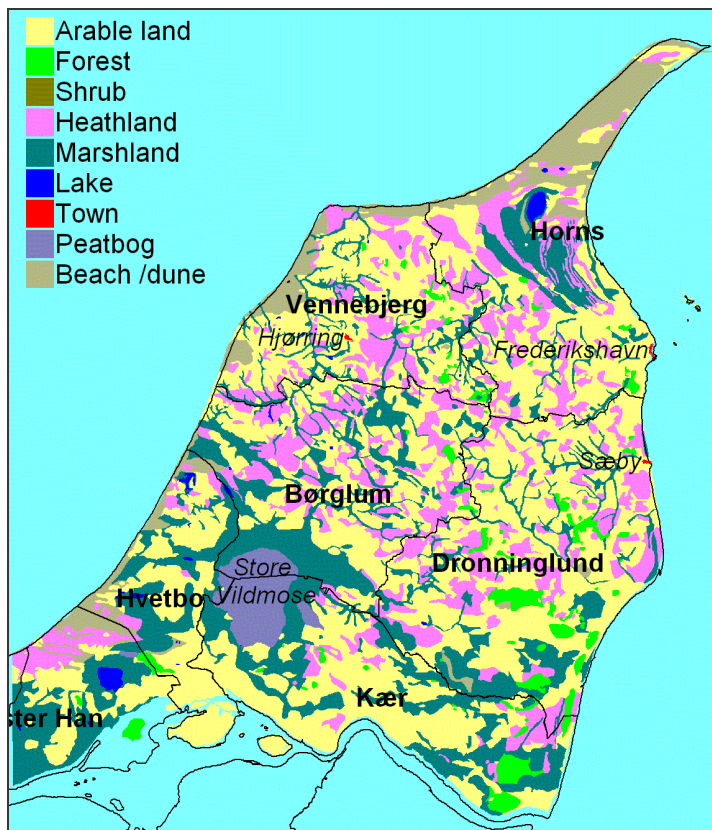 Arable land
Forest
Shrub
Heathland
Marshland
Lake
Town
Peatbog
Beach /dune
Horns
Vennebjerg
Hjørring
Frederikshavn
Sæby
Børglum
Dronninglund
Store
Vildmose
Hvetbo
Kær
ster Han